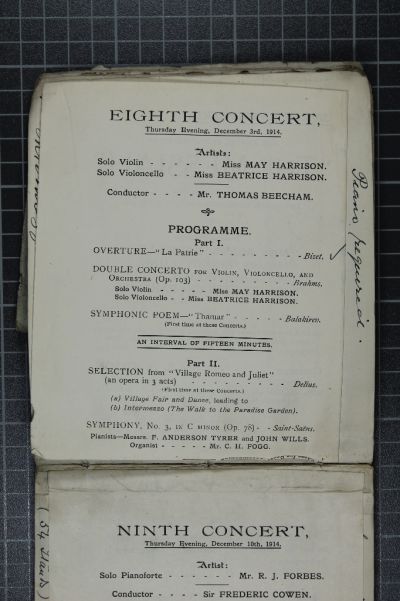 EIGHTH CONCERT,
Thursday Evening, December 3rd, 1914.
Artists:
Solo Violin - - - - - - Miss MAY HARRISON.
Solo Violoncello - - Miss BEATRICE HARRISON.
Conductor - - - - Mr. THOMAS BEECHAM.
PROGRAMME.
Part I.
OVERTURE—"La Patrie" - - - - - - - - - Bizet.
DOUBLE CONCERTO FOR VIOLIN, VIOLONCELLO, AND
ORCHESTRA (Op. 103) - - - - - - - - - Brahms.
Solo Violin - - - - - Miss MAY HARRISON.
Solo Violoncello - - Miss BEATRICE HARRISON.
SYMPHONIC POEM—"Thamar" - - - - - Balakirev.
(First time at these Concerts.)
AN INTERVAL OF FIFTEEN MINUTES.
Part II.
SELECTION from "Village Romeo and Juliet"
(an opera in 3 acts) - - - - - - - - - Delius.
(First time at these Concerts.)
(a) Village Fair and Dance, leading to
(b) Intermezzo (The Walk to the Paradise Garden).
SYMPHONY, No. 3, IN C MINOR (Op. 78) - - Saint-Saëns.
Pianists—Messrs. F. ANDERSON TYRER and JOHN WILLS.
Organist - - - - - Mr. C. H. FOGG.
Piano required.
NINTH CONCERT,
Thursday Evening, December 10th, 1914.
Artist:
Solo Pianoforte - - - - - - Mr. R. J. FORBES.
Conductor - - - - Sir FREDERIC COWEN.